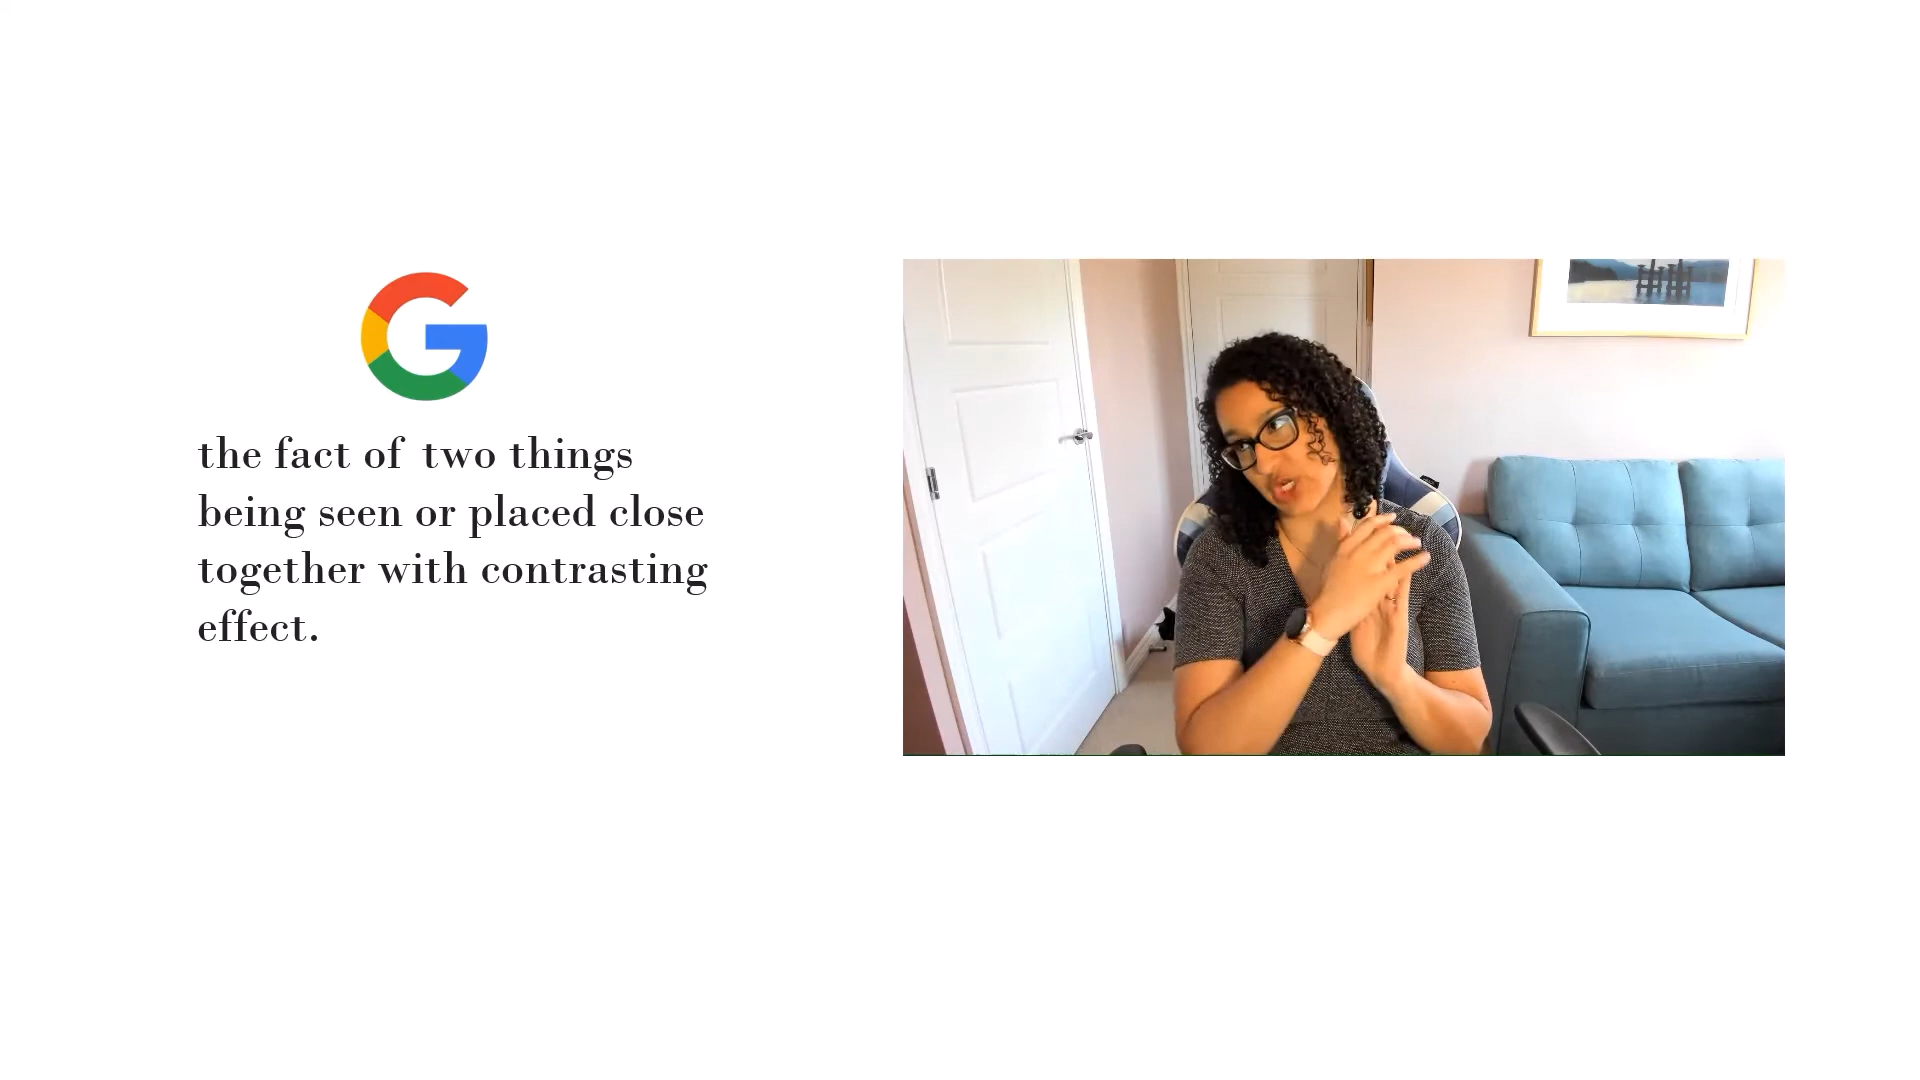 the fact of two things
being seen or placed close
together with contrasting
effect.